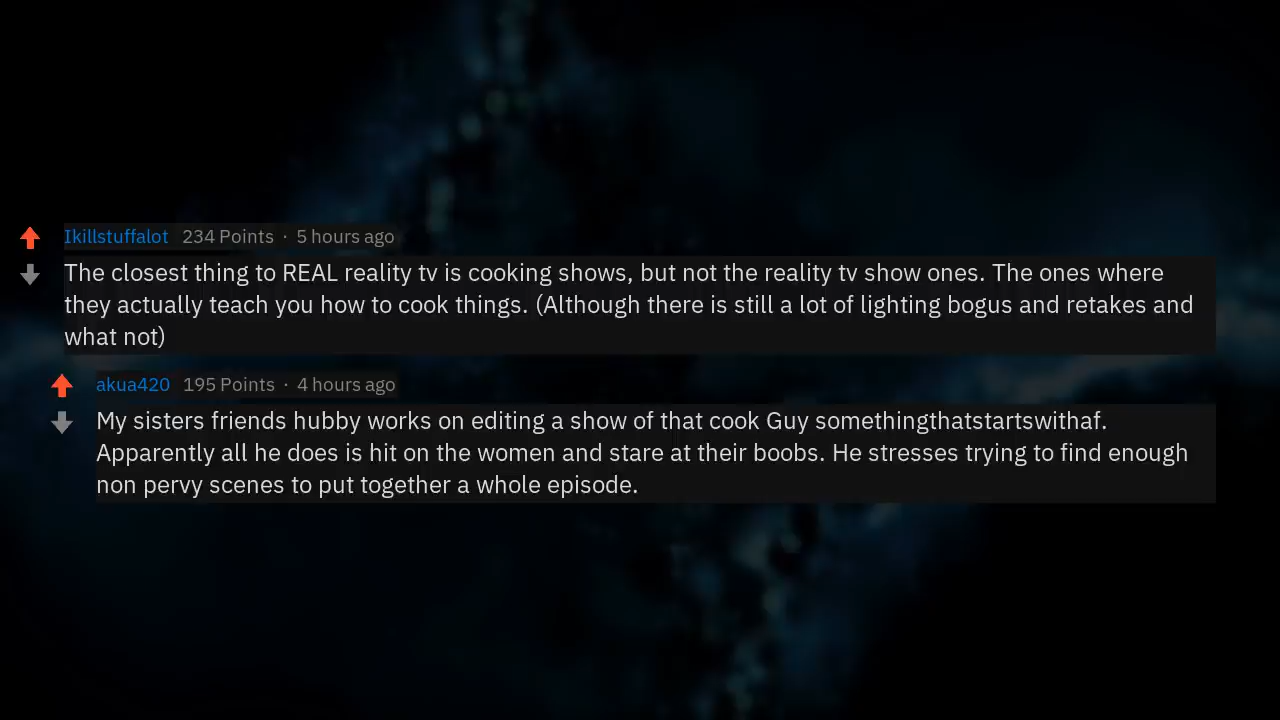 Ikillstuffalot 234 Points · 5 hours ago
The closest thing to REAL reality tv is cooking shows, but not the reality tv show ones. The ones where
they actually teach you how to cook things. (Although there is still a lot of lighting bogus and retakes and
what not)
akua420 195 Points · 4 hours ago
My sisters friends hubby works on editing a show of that cook Guy somethingthatstartswithaf.
Apparently all he does is hit on the women and stare at their boobs. He stresses trying to find enough
non pervy scenes to put together a whole episode.